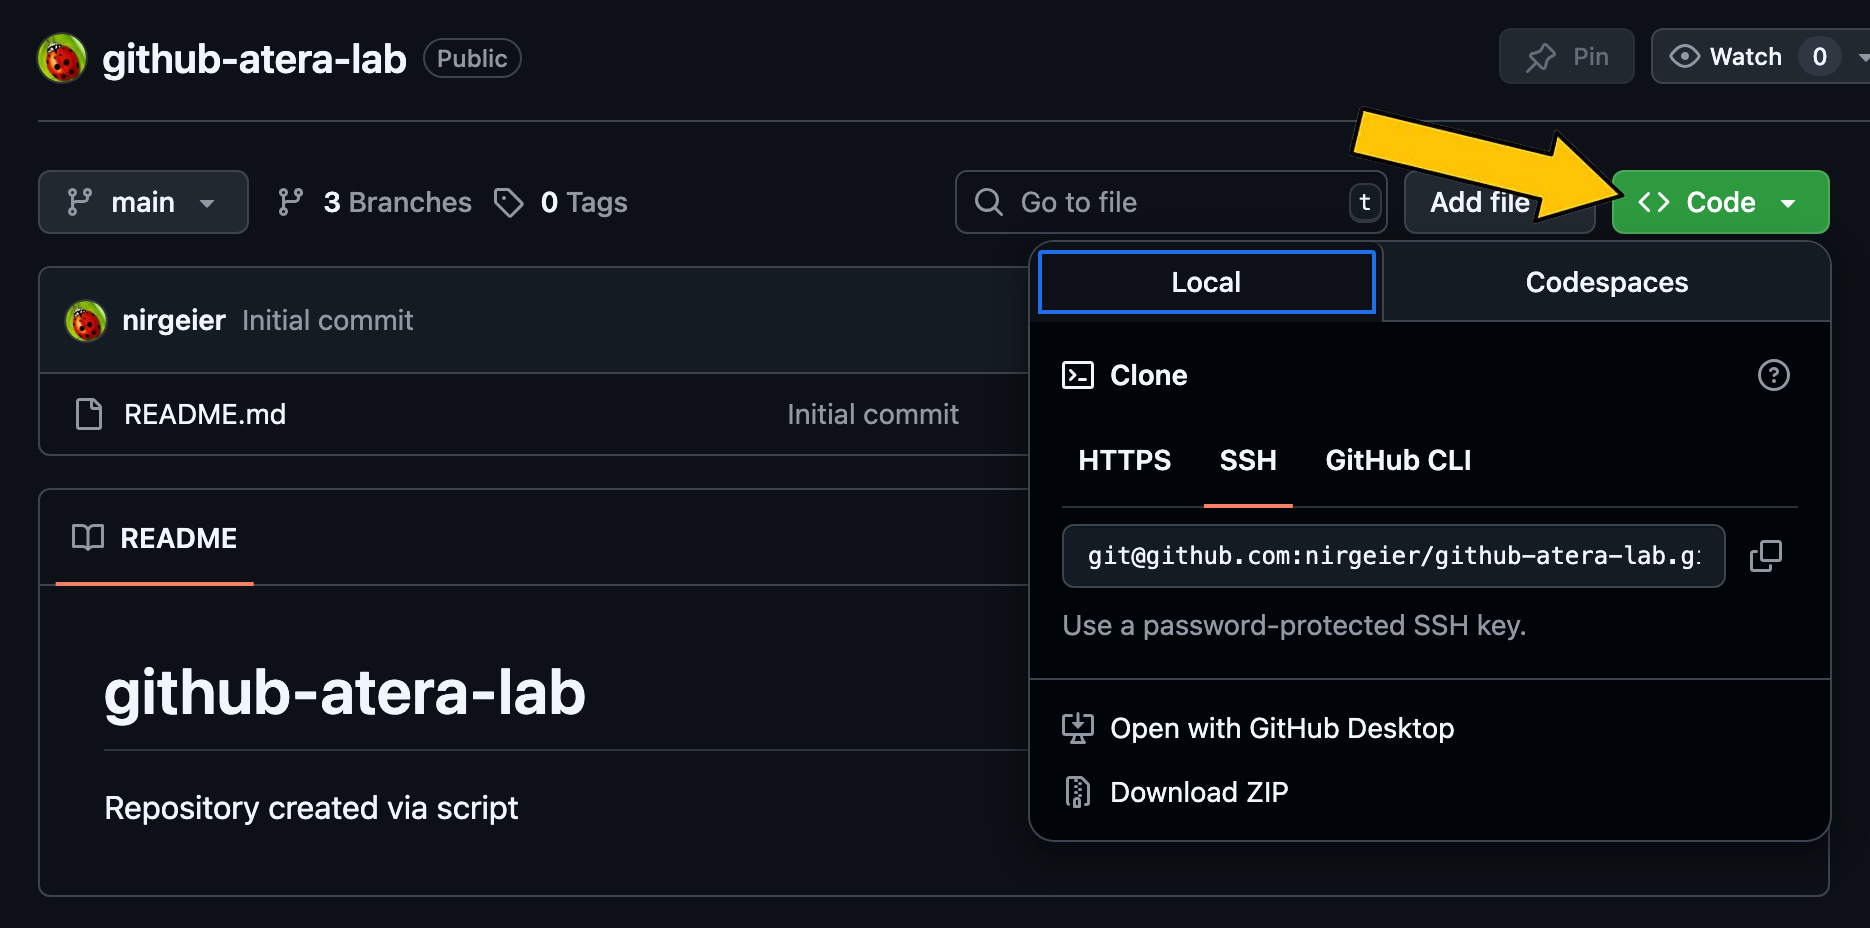 github-atera-lab Public
Pin
Watch 0
main
3 Branches
0 Tags
Go to file t
Add file
Code
nirgeier Initial commit
README.md Initial commit
README
github-atera-lab
Repository created via script
Local
Codespaces
Clone
HTTPS SSH GitHub CLI
git@github.com:nirgeier/github-atera-lab.gi
Use a password-protected SSH key.
Open with GitHub Desktop
Download ZIP